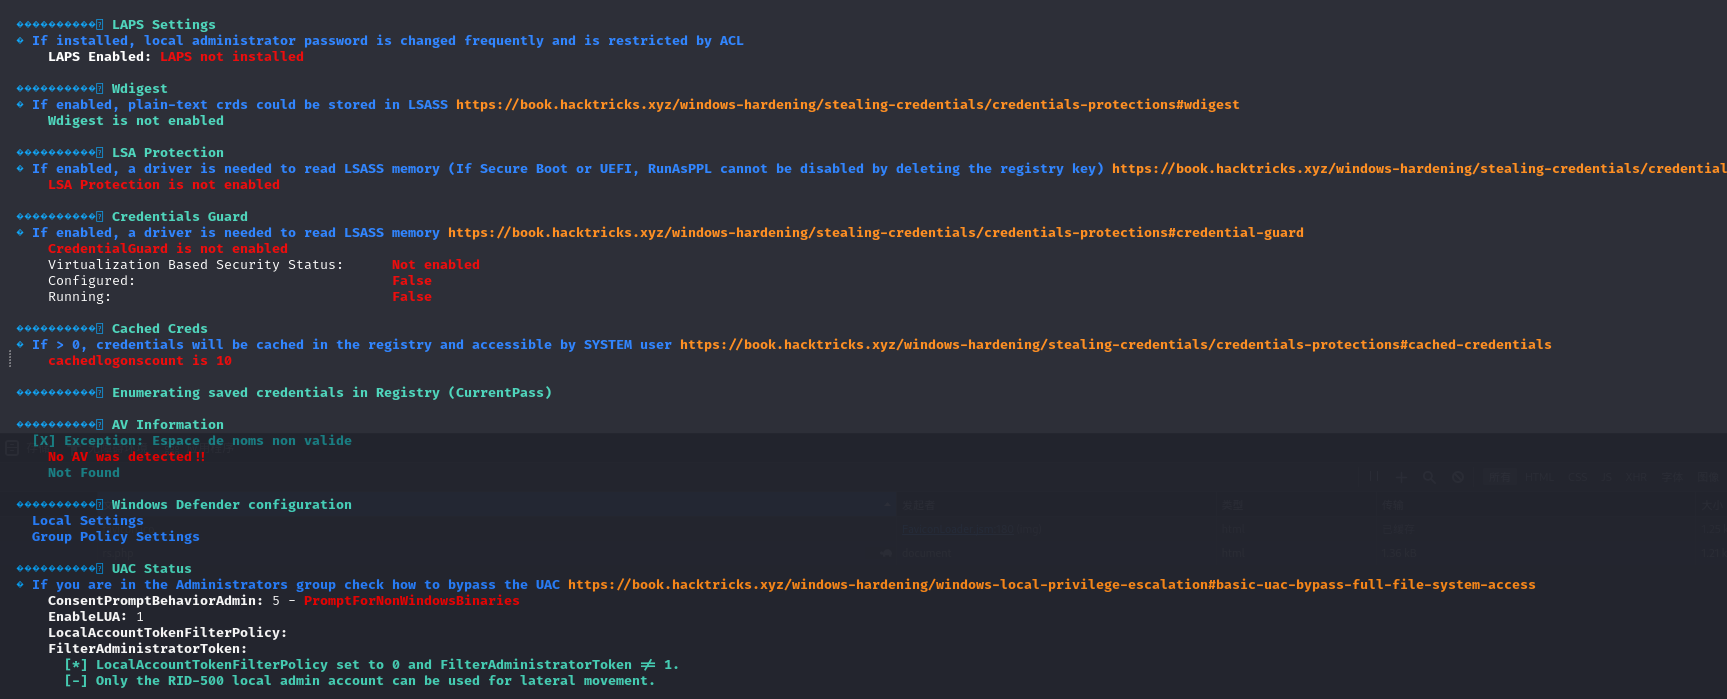 LAPS Settings
If installed, local administrator password is changed frequently and is restricted by ACL
LAPS Enabled: LAPS not installed
Wdigest
If enabled, plain-text crds could be stored in LSASS https://book.hacktricks.xyz/windows-hardening/stealing-credentials/credentials-protections#wdigest
Wdigest is not enabled
LSA Protection
If enabled, a driver is needed to read LSASS memory (If Secure Boot or UEFI, RunAsPPL cannot be disabled by deleting the registry key) https://book.hacktricks.xyz/windows-hardening/stealing-credentials/credential
LSA Protection is not enabled
Credentials Guard
If enabled, a driver is needed to read LSASS memory https://book.hacktricks.xyz/windows-hardening/stealing-credentials/credentials-protections#credential-guard
CredentialGuard is not enabled
Virtualization Based Security Status: Not enabled
Configured: False
Running: False
Cached Creds
If > 0, credentials will be cached in the registry and accessible by SYSTEM user https://book.hacktricks.xyz/windows-hardening/stealing-credentials/credentials-protections#cached-credentials
cachedlogonscount is 10
Enumerating saved credentials in Registry (CurrentPass)
AV Information
[X] Exception: Espace de noms non valide
No AV was detected!!
Not Found
Windows Defender configuration
Local Settings
Group Policy Settings
UAC Status
If you are in the Administrators group check how to bypass the UAC https://book.hacktricks.xyz/windows-hardening/windows-local-privilege-escalation#basic-uac-bypass-full-file-system-access
ConsentPromptBehaviorAdmin: 5 - PromptForNonWindowsBinaries
EnableLUA: 1
LocalAccountTokenFilterPolicy:
FilterAdministratorToken:
[*] LocalAccountTokenFilterPolicy set to 0 and FilterAdministratorToken ≠ 1.
[-] Only the RID-500 local admin account can be used for lateral movement.